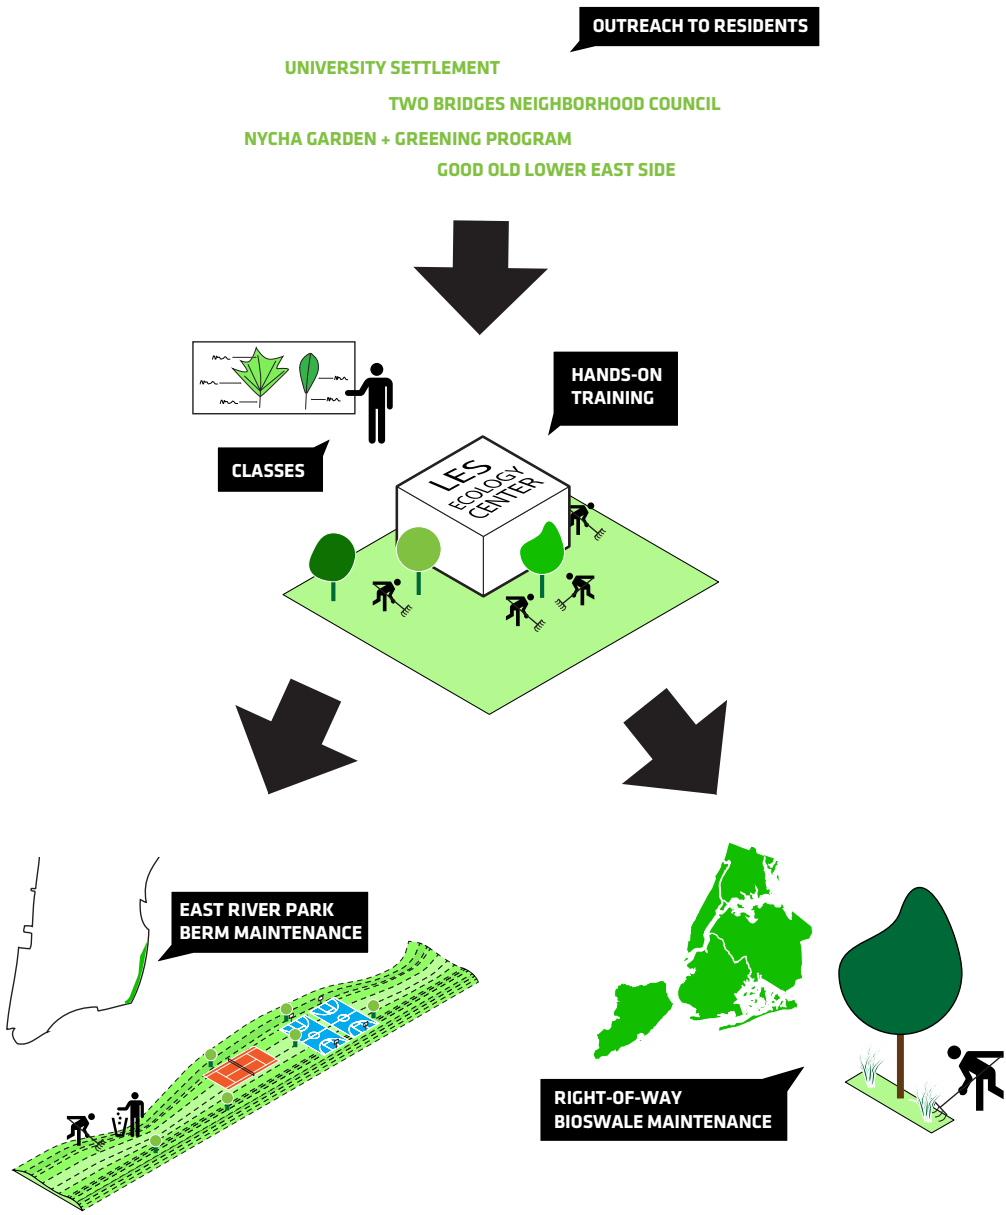 OUTREACH TO RESIDENTS
UNIVERSITY SETTLEMENT
TWO BRIDGES NEIGHBORHOOD COUNCIL
NYCHA GARDEN + GREENING PROGRAM
GOOD OLD LOWER EAST SIDE
HANDS-ON
TRAINING
CLASSES
LES
ECOLOGY
CENTER
EAST RIVER PARK
BERM MAINTENANCE
RIGHT-OF-WAY
BIOSWALE MAINTENANCE